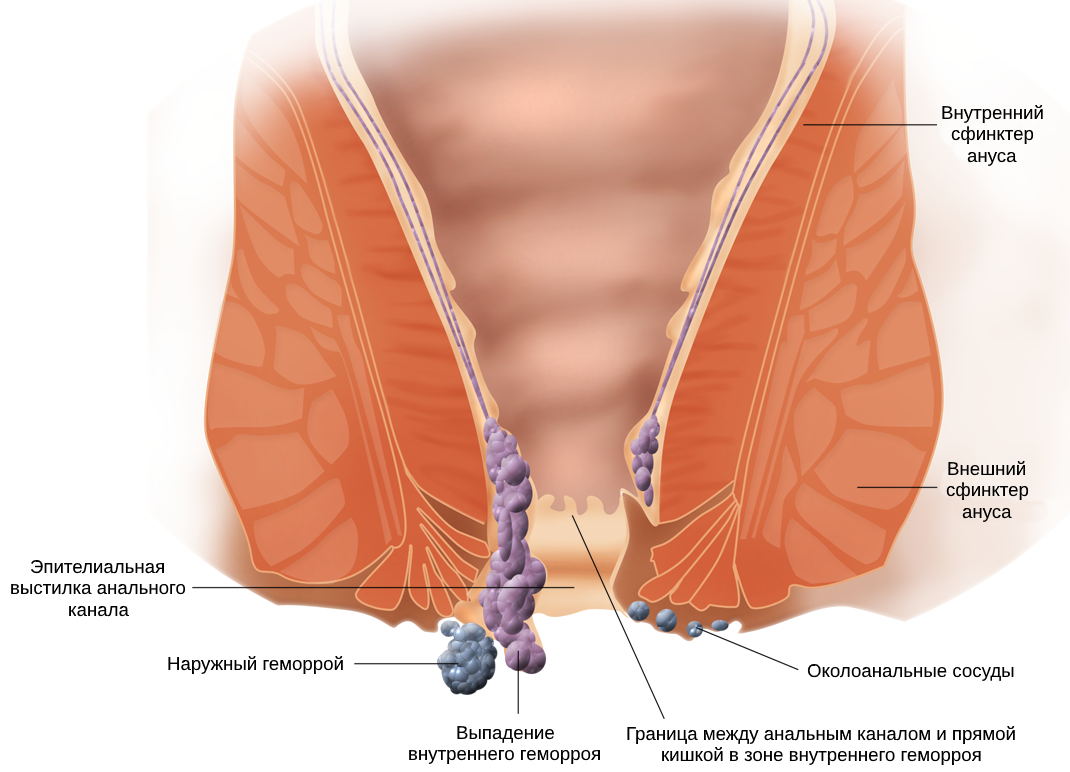 Внутренний
сфинктер
ануса
Внешний
сфинктер
ануса
Эпителиальная
выстилка анального
канала
Наружный геморрой
Околоанальные сосуды
Выпадение
внутреннего геморроя
Граница между анальным каналом и прямой
кишкой в зоне внутреннего геморроя